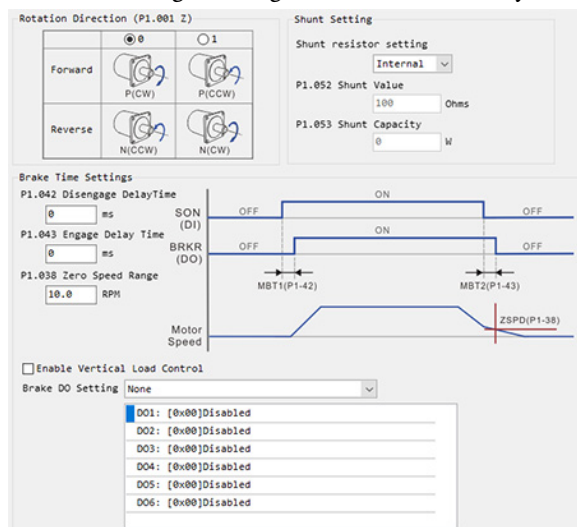 Rotation Direction (P1.001 Z)
0 1
Forward
P(CW) P(CCW)
Reverse
N(CCW) N(CW)
Shunt Setting
Shunt resistor setting
Internal
P1.052 Shunt Value
100 Ohms
P1.053 Shunt Capacity
0 W
Brake Time Settings
P1.042 Disengage DelayTime
0 ms
P1.043 Engage Delay Time
0 ms
P1.038 Zero Speed Range
10.0 RPM
SON
(DI)
OFF ON OFF
BRKR
(DO)
OFF ON OFF
MBT1(P1-42) MBT2(P1-43)
ZSPD(P1-38)
Motor
Speed
Enable Vertical Load Control
Brake DO Setting None
DO1: [0x00]Disabled
DO2: [0x00]Disabled
DO3: [0x00]Disabled
DO4: [0x00]Disabled
DO5: [0x00]Disabled
DO6: [0x00]Disabled